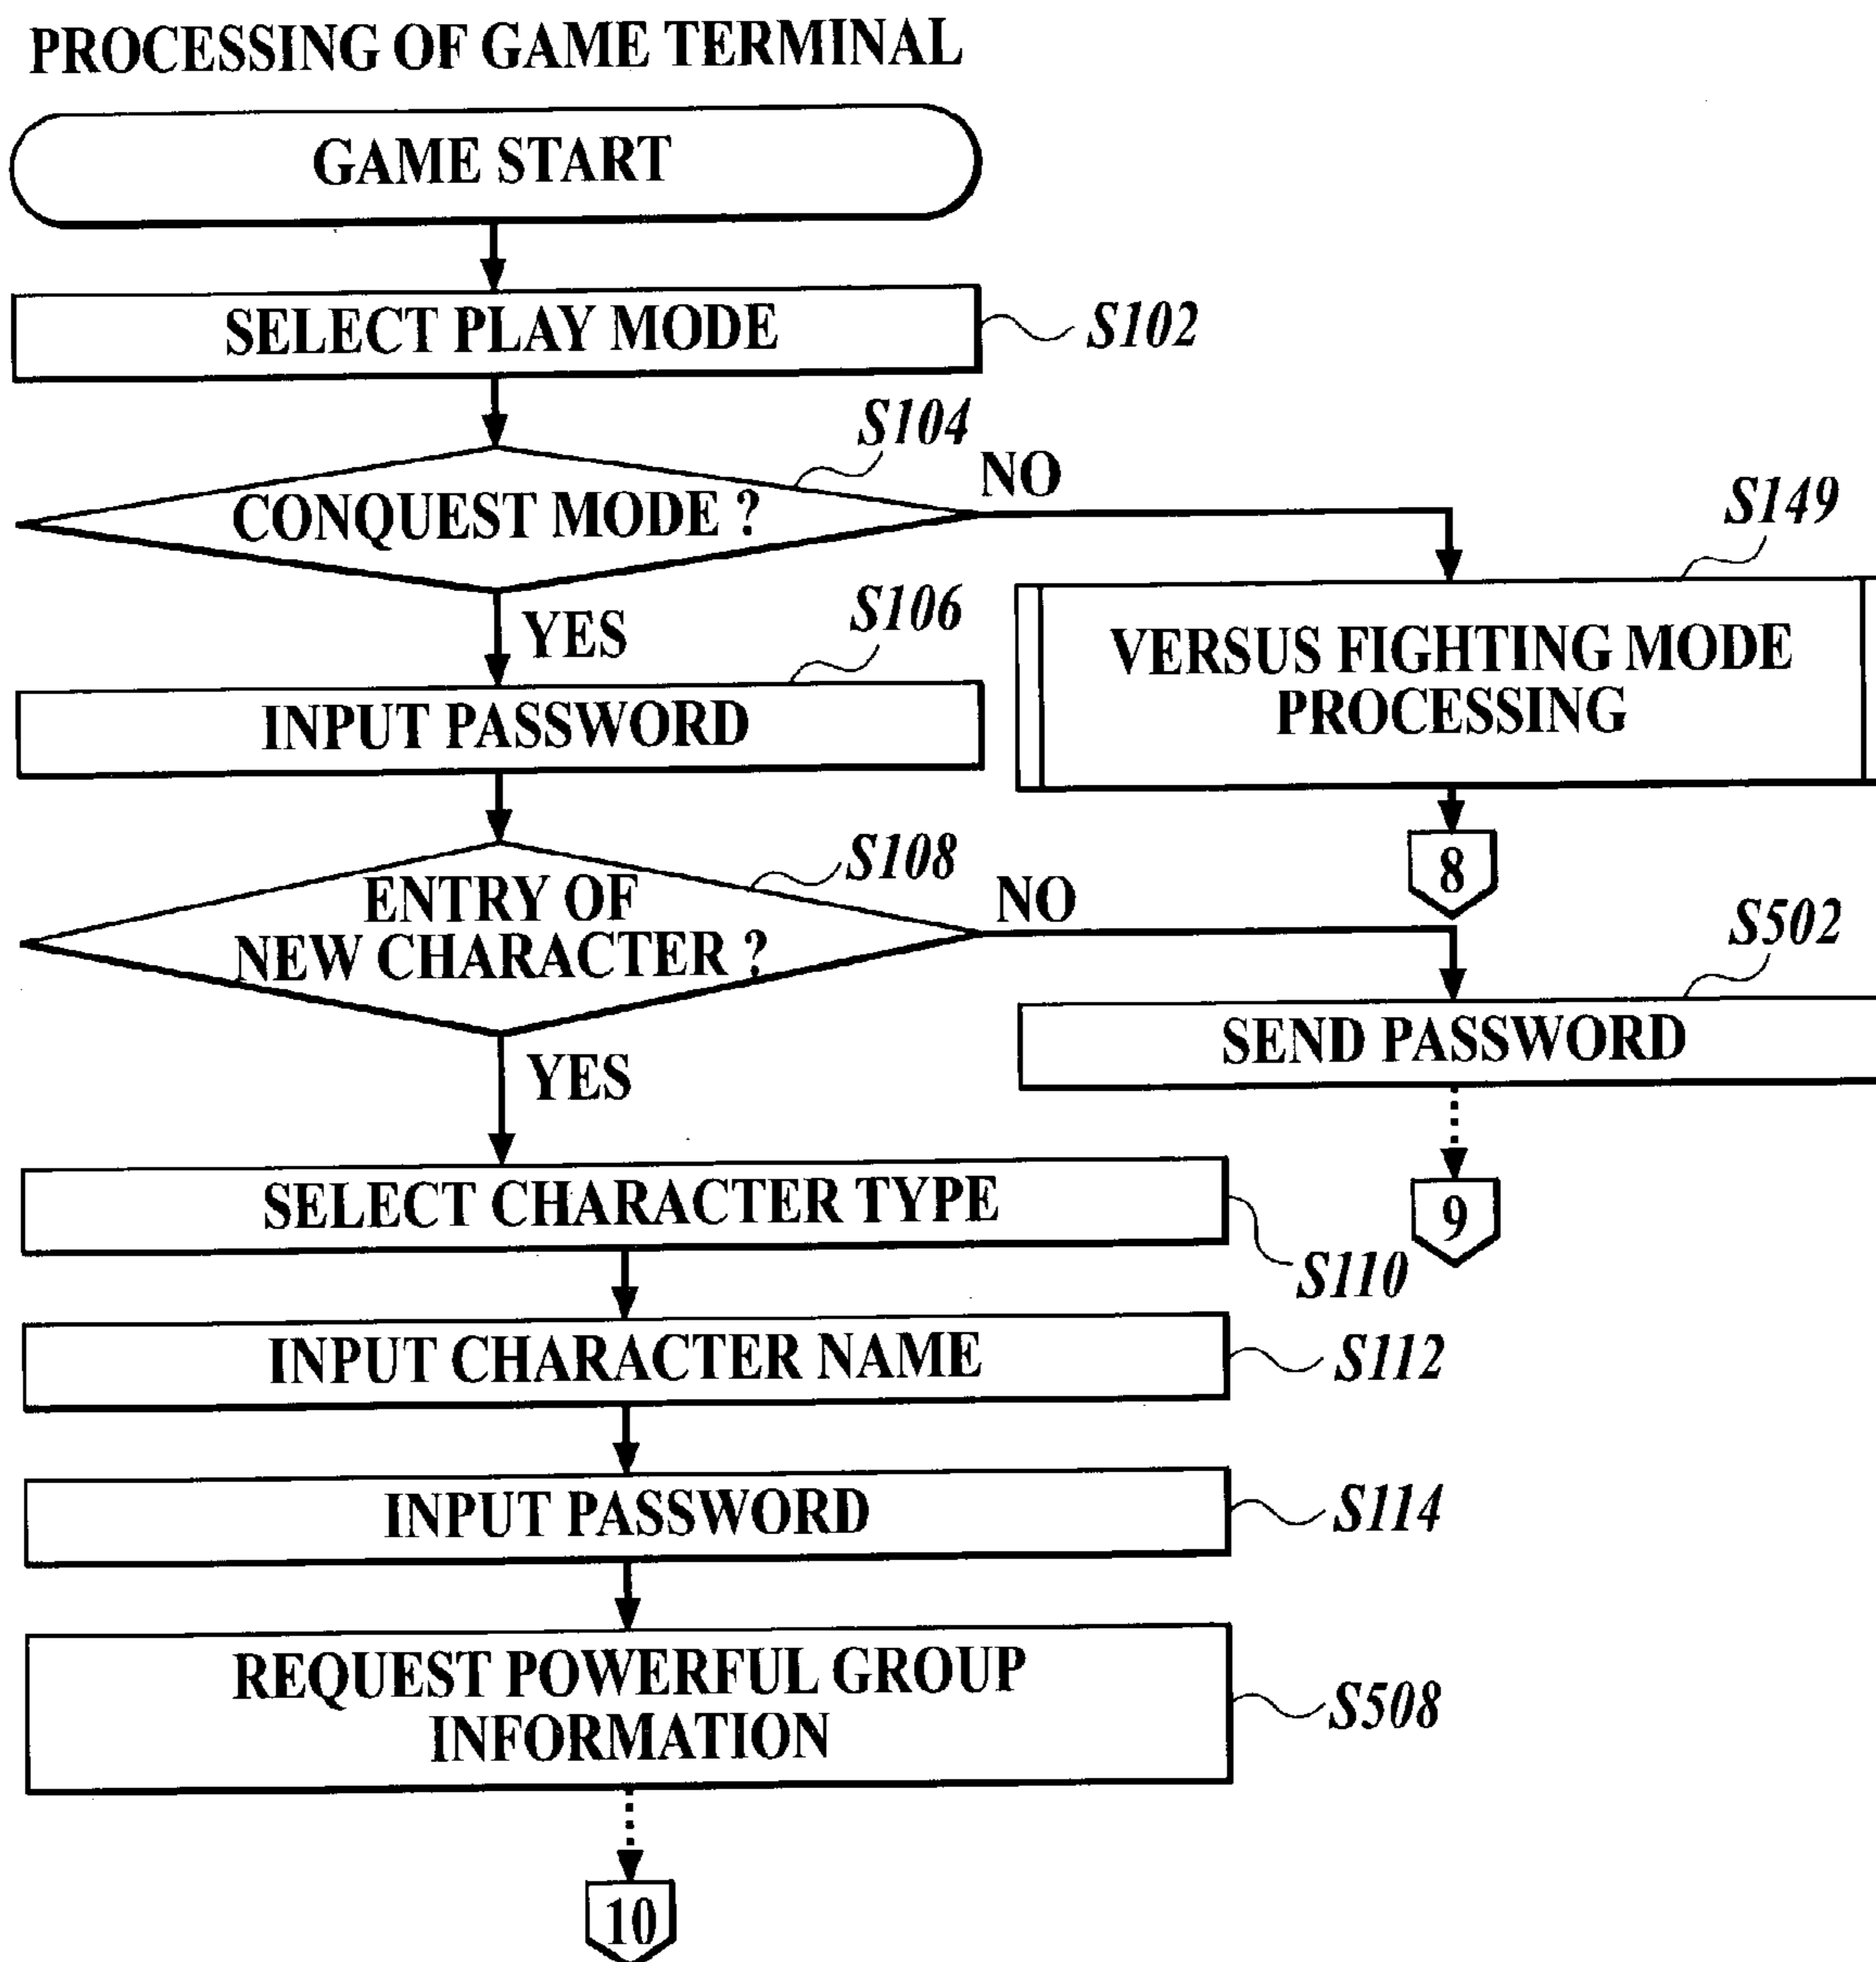 PROCESSING OF GAME TERMINAL
GAME START
SELECT PLAY MODE
S102
S104
CONQUEST MODE ?
NO
S149
YES
S106
VERSUS FIGHTING MODE
PROCESSING
INPUT PASSWORD
8
S108
ENTRY OF
NEW CHARACTER ?
NO
S502
SEND PASSWORD
YES
9
SELECT CHARACTER TYPE
S110
INPUT CHARACTER NAME
S112
INPUT PASSWORD
S114
REQUEST POWERFUL GROUP
INFORMATION
S508
10